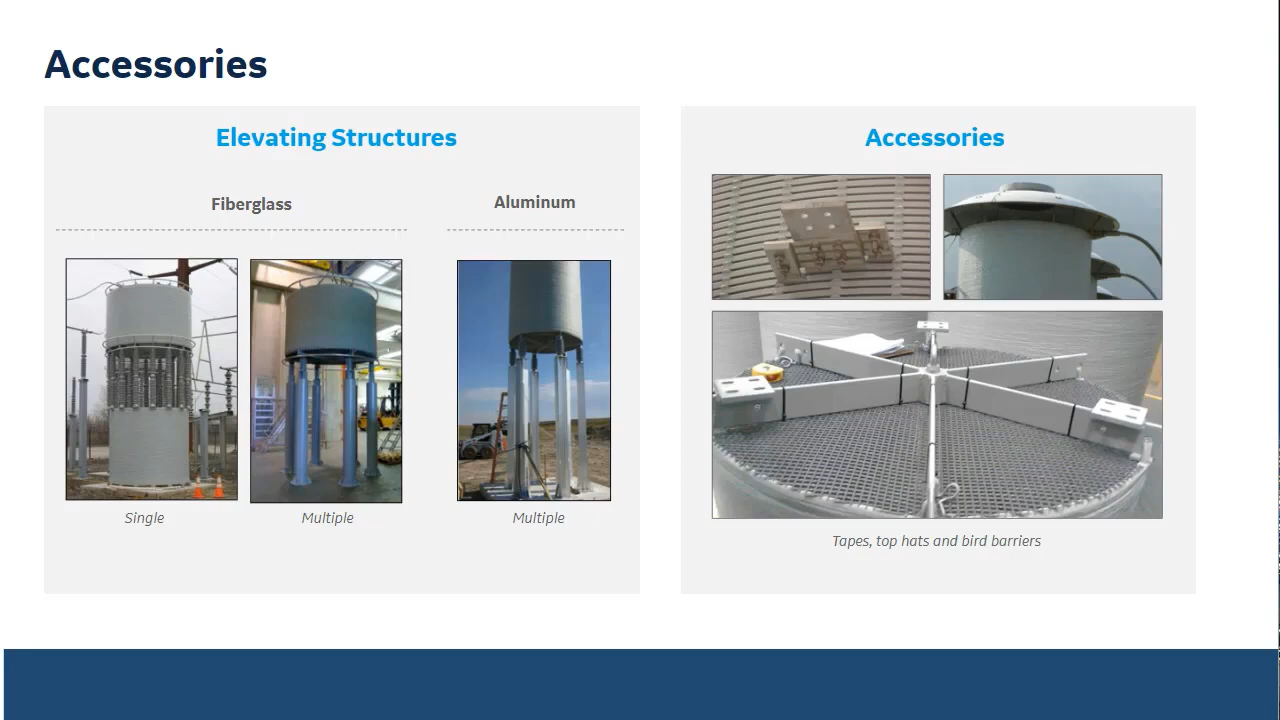 Accessories
Elevating Structures
Fiberglass
Aluminum
Single
Multiple
Multiple
Accessories
Tapes, top hats and bird barriers